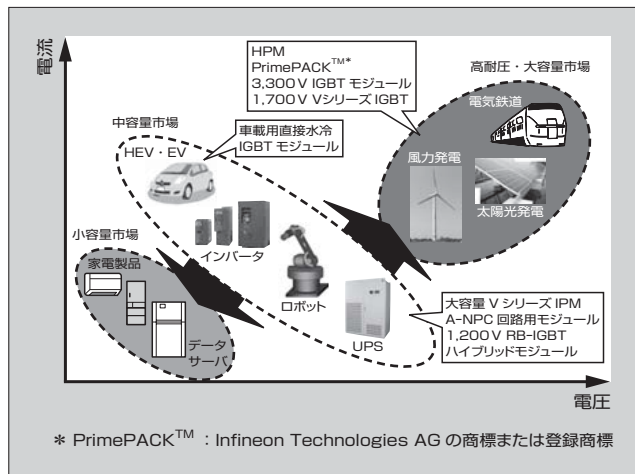 電流
HPM
PrimePACK™*
3,300V IGBT モジュール
1,700V Vシリーズ IGBT
高耐圧・大容量市場
電気鉄道
風力発電
太陽光発電
中容量市場
HEV・EV
車載用直接水冷
IGBT モジュール
インバータ
ロボット
UPS
小容量市場
家電製品
データ
サーバ
大容量 V シリーズ IPM
A-NPC 回路用モジュール
1,200V RB-IGBT
ハイブリッドモジュール
電圧
* PrimePACK™ : Infineon Technologies AG の商標または登録商標